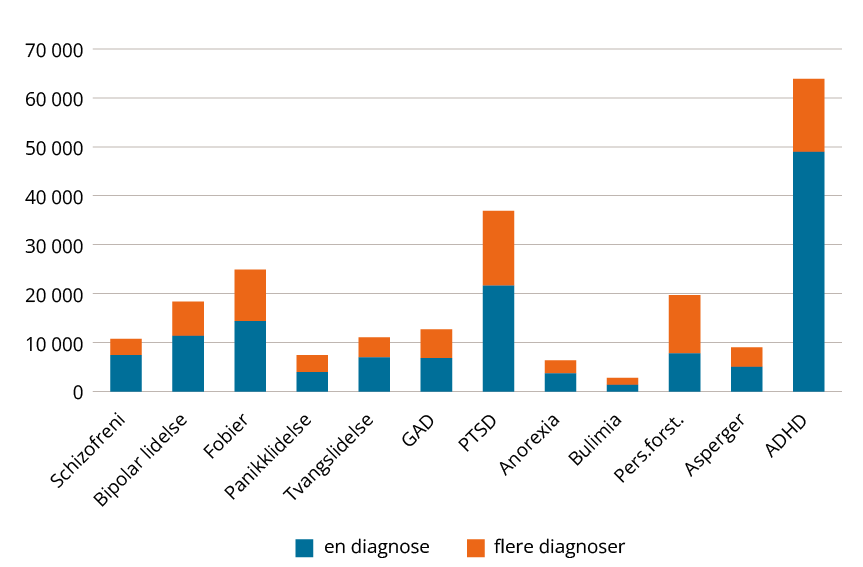 70 000
60 000
50 000
40 000
30 000
20 000
10 000
0
Schizofreni
Bipolar lidelse
Fobier
Panikklidelse
Tvangslidelse
GAD
PTSD
Anorexia
Bulimia
Pers.forst.
Asperger
ADHD
en diagnose
flere diagnoser